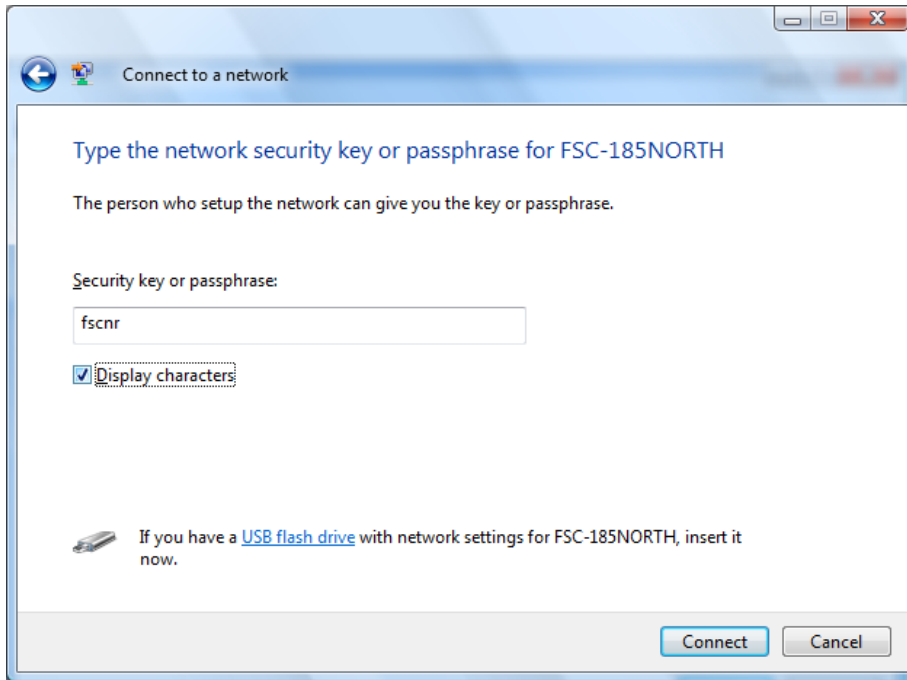 Connect to a network
Type the network security key or passphrase for FSC-185NORTH
The person who setup the network can give you the key or passphrase.
Security key or passphrase:
fscnr
Display characters
If you have a USB flash drive with network settings for FSC-185NORTH, insert it
now.
Connect Cancel